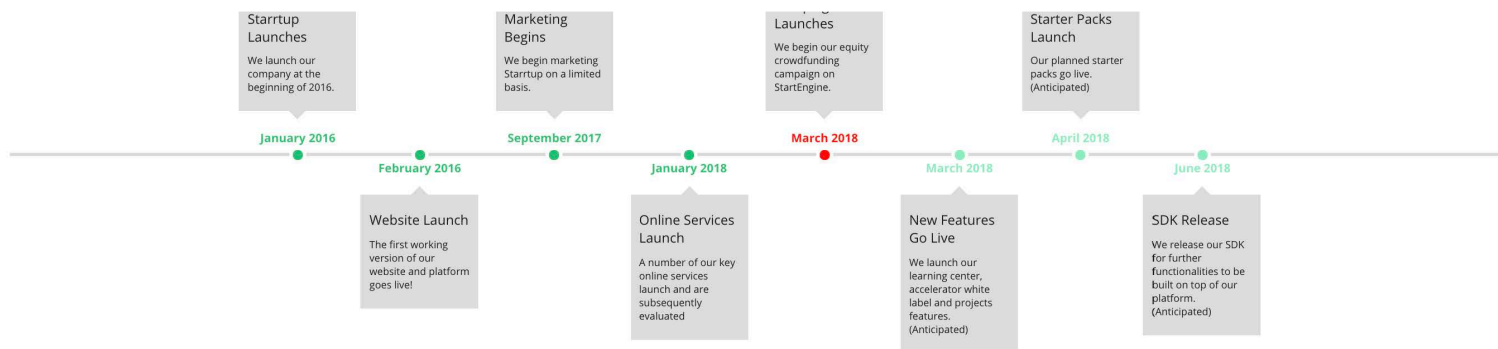 Starrtup
Launches
We launch our
company at the
beginning of 2016.
January 2016
February 2016
Website Launch
The first working
version of our
website and platform
goes live!
Marketing
Begins
We begin marketing
Starrtup on a limited
basis.
September 2017
January 2018
Online Services
Launch
A number of our key
online services
launch and are
subsequently
evaluated
Launches
We begin our equity
crowdfunding
campaign on
StartEngine.
March 2018
March 2018
New Features
Go Live
We launch our
learning center,
accelerator white
label and projects
features.
(Anticipated)
Starter Packs
Launch
Our planned starter
packs go live.
(Anticipated)
April 2018
June 2018
SDK Release
We release our SDK
for further
functionalities to be
built on top of our
platform.
(Anticipated)